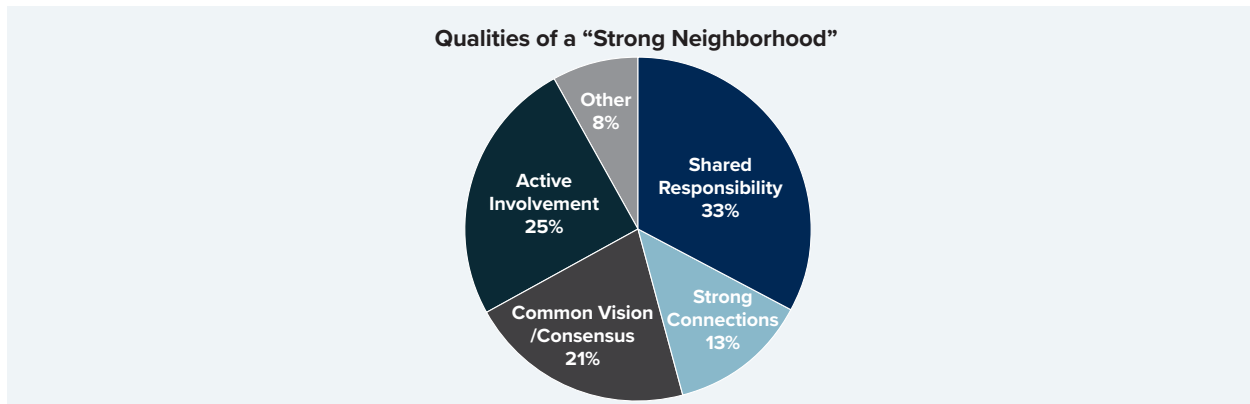 Qualities of a “Strong Neighborhood”
Other
8%
Shared
Responsibility
33%
Active
Involvement
25%
Strong
Connections
13%
Common Vision
/Consensus
21%